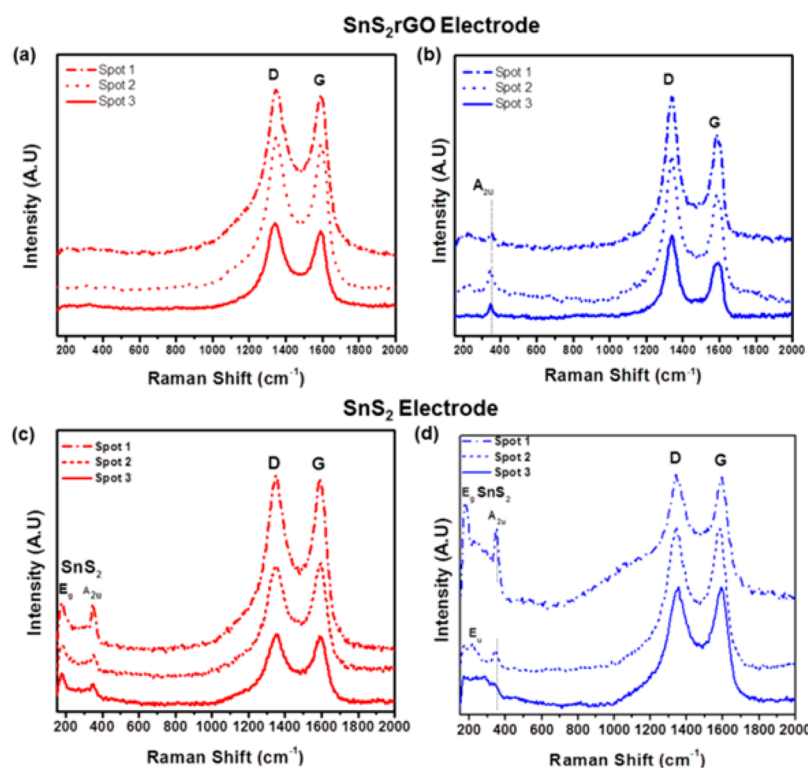 SnS₂rGO Electrode
(a)
Spot 1
Spot 2
Spot 3
D
G
Intensity (A.U)
200 400 600 800 1000 1200 1400 1600 1800 2000
Raman Shift (cm⁻¹)
(b)
Spot 1
Spot 2
Spot 3
D
G
A₂ᵤ
Intensity (A.U)
200 400 600 800 1000 1200 1400 1600 1800 2000
Raman Shift (cm⁻¹)
SnS₂ Electrode
(c)
Spot 1
Spot 2
Spot 3
D
G
SnS₂
E_g A₂ᵤ
Intensity (A.U)
200 400 600 800 1000 1200 1400 1600 1800 2000
Raman Shift (cm⁻¹)
(d)
Spot 1
Spot 2
Spot 3
D
G
E_g SnS₂
A₂ᵤ
Eᵤ
Intensity (A.U)
200 400 600 800 1000 1200 1400 1600 1800 2000
Raman Shift (cm⁻¹)